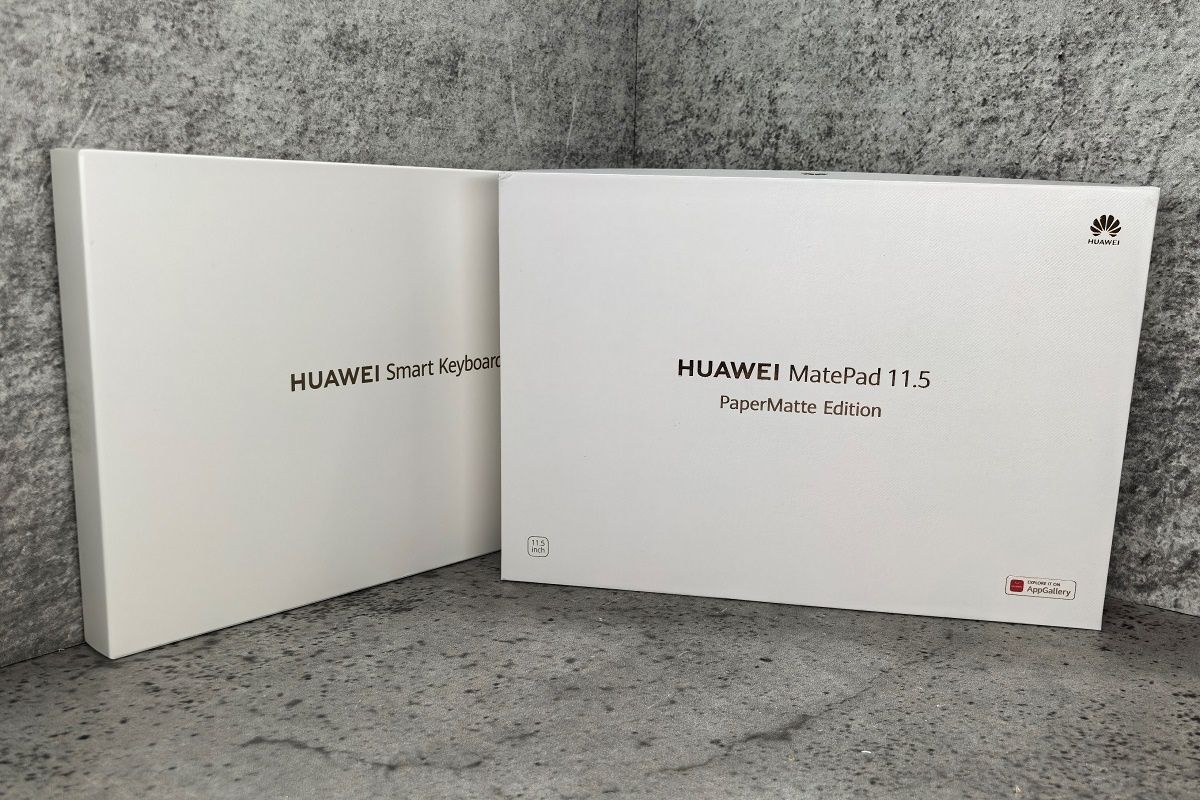 HUAWEI Smart Keyboard
HUAWEI
HUAWEI MatePad 11.5
PaperMatte Edition
11.5
inch
EXPLORE IT ON
AppGallery